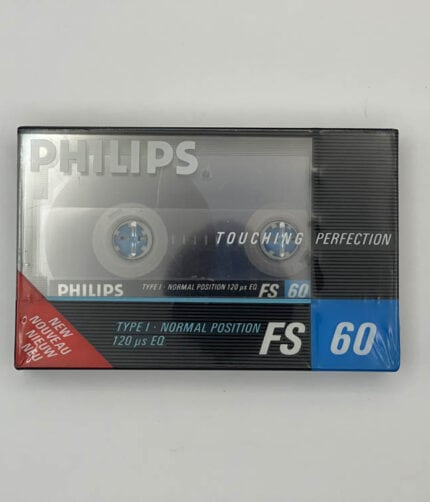 PHILIPS
TOUCHING PERFECTION
PHILIPS TYPE I · NORMAL POSITION 120 µs EQ FS 60
NEW
NOUVEAU
NIEUW
NEU
TYPE I · NORMAL POSITION
120 µs EQ
FS 60